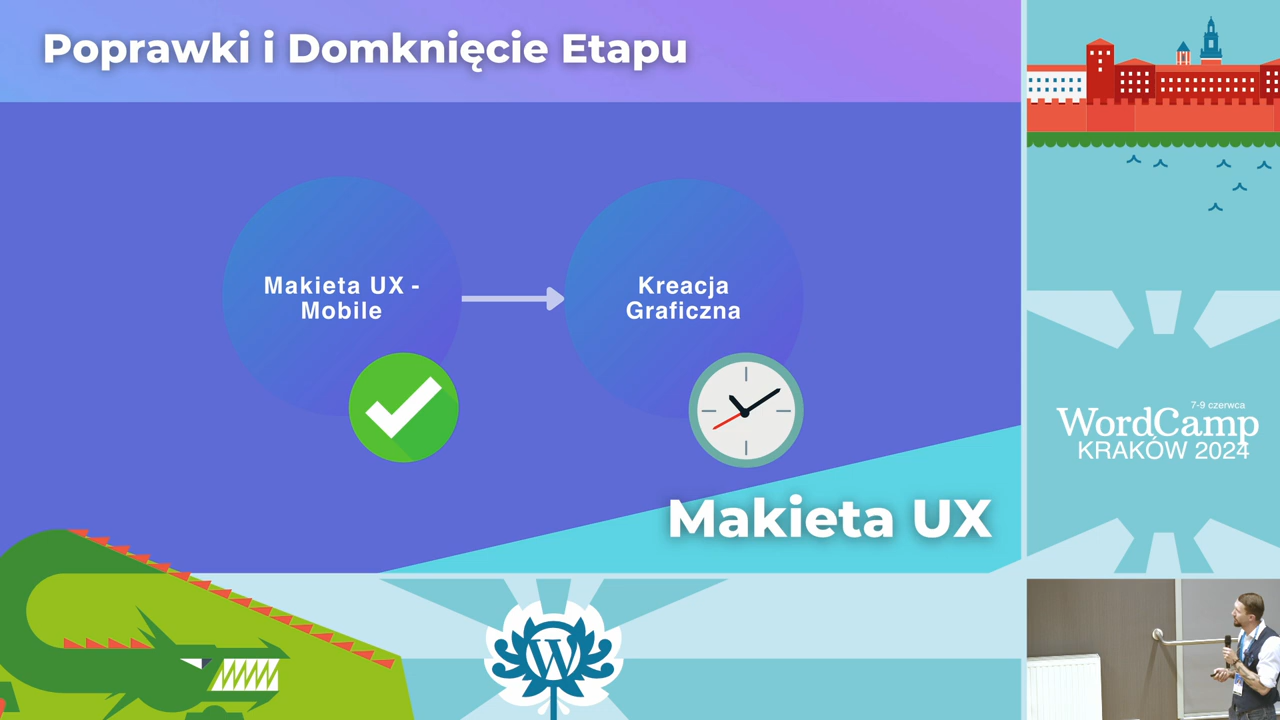 Poprawki i Domknięcie Etapu
Makieta UX -
Mobile
Kreacja
Graficzna
Makieta UX
7-9 czerwca
WordCamp
KRAKÓW 2024
W